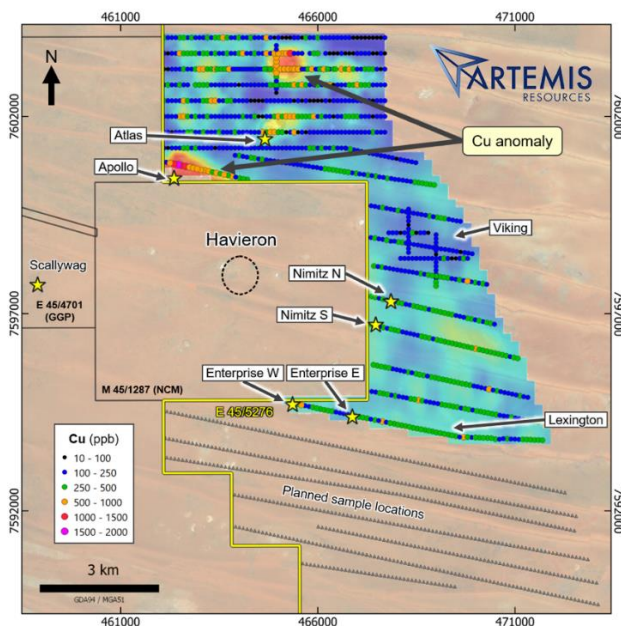 461000
466000
471000
N
ARTEMIS
RESOURCES
7602000
7602000
Atlas
Cu anomaly
Apollo
Havieron
Viking
Scallywag
Nimitz N
E 45/4701
(GGP)
7597000
7597000
Nimitz S
Enterprise W
Enterprise E
M 45/1287 (NCM)
E 45/5276
Lexington
Cu (ppb)
10 - 100
100 - 250
250 - 500
500 - 1000
1000 - 1500
1500 - 2000
Planned sample locations
7592000
7592000
3 km
GDA94 / MGA51
461000
466000
471000